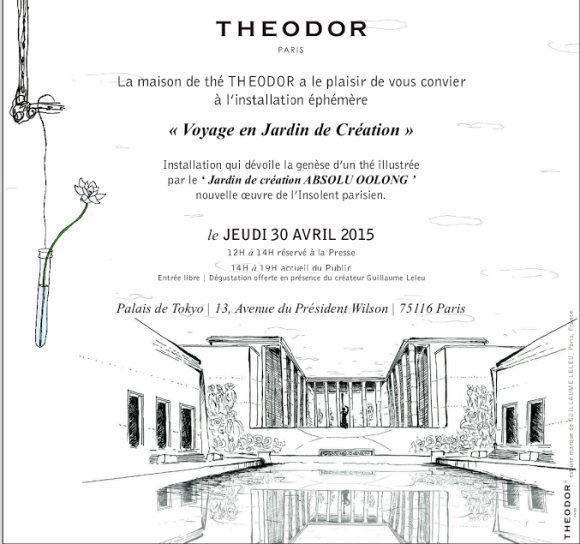 THEODOR
PARIS
La maison de thé THEODOR a le plaisir de vous convier
à l'installation éphémère
« Voyage en Jardin de Création »
Installation qui dévoile la genèse d'un thé illustrée
par le ‘ Jardin de création ABSOLU OOLONG ’
nouvelle œuvre de l'Insolent parisien.
le JEUDI 30 AVRIL 2015
12H à 14H réservé à la Presse
14H à 19H accueil du Public
Entrée libre | Dégustation offerte en présence du créateur Guillaume Leleu
Palais de Tokyo | 13, Avenue du Président Wilson | 75116 Paris
THEODOR® est une marque de GUILLAUME LELEU, Paris, France